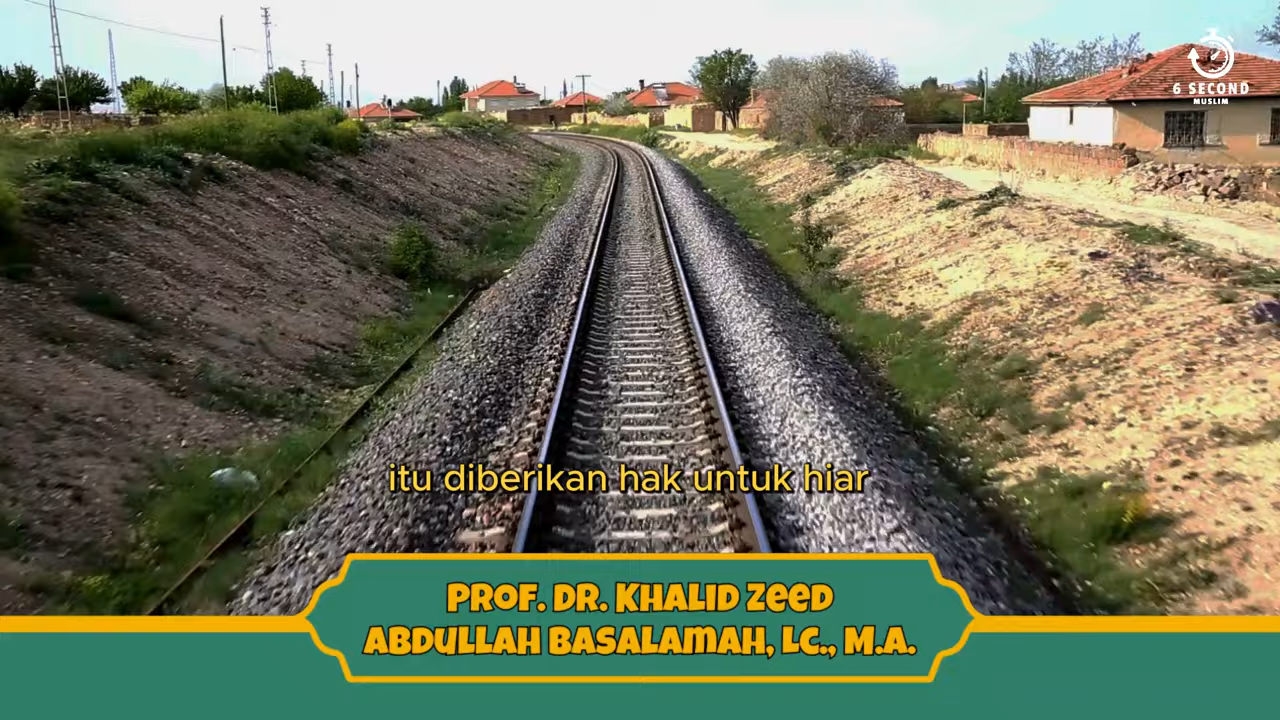 6 SECOND
MUSLIM
itu diberikan hak untuk hiar
PROF. DR. KHALID ZEED
ABDULLAH BASALAMAH, LC., M.A.